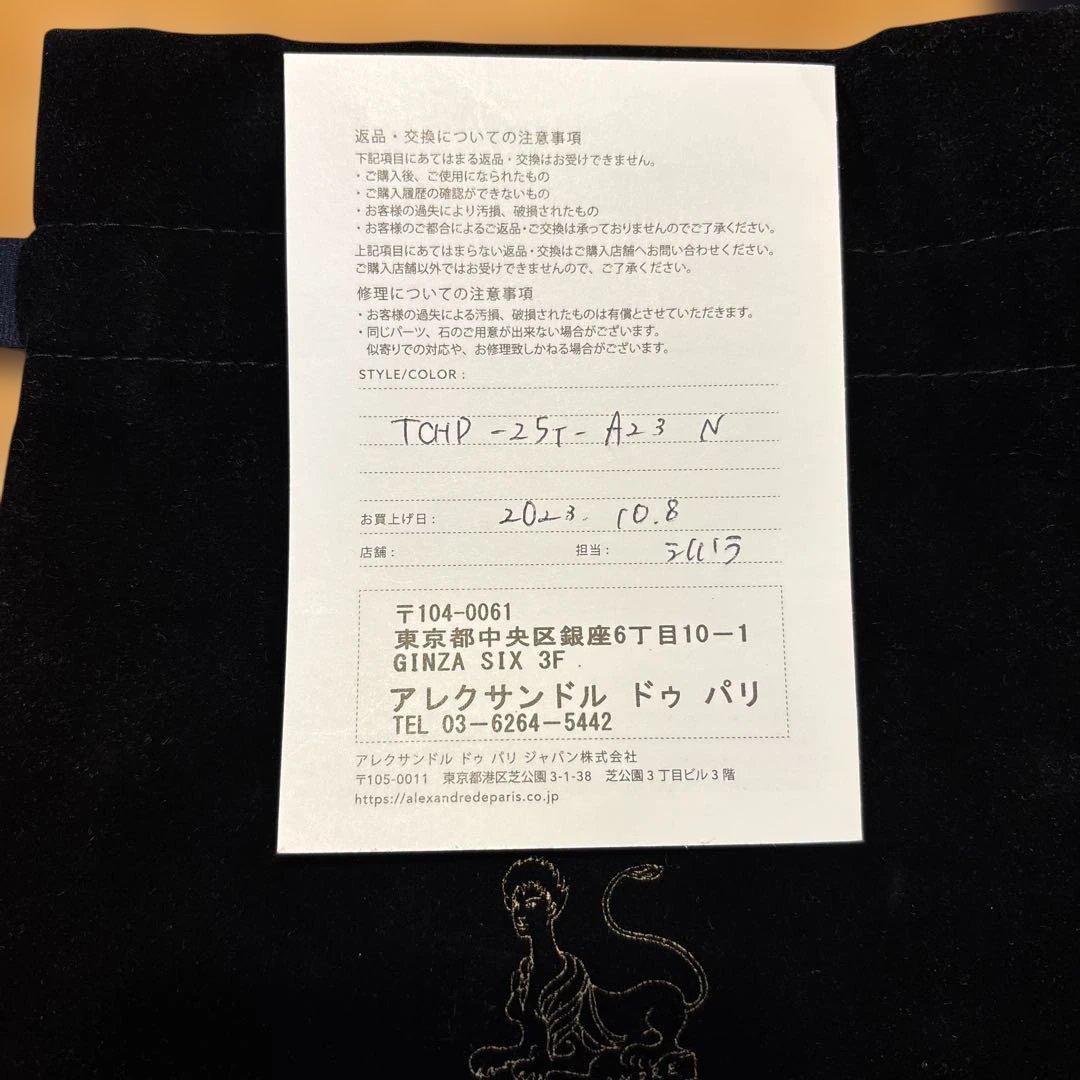 返品・交換についての注意事項
下記項目にあてはまる返品・交換はお受けできません。
・ご購入後、ご使用になられたもの
・ご購入履歴の確認ができないもの
・お客様の過失により汚損、破損されたもの
・お客様のご都合によるご返品・ご交換は承っておりませんのでご了承ください。
上記項目にあてはまらない返品・交換はご購入店舗へお問い合わせください。
ご購入店舗以外ではお受けできませんので、ご了承ください。
修理についての注意事項
・お客様の過失による汚損、破損されたものは有償とさせていただきます。
・同じパーツ、石のご用意が出来ない場合がございます。
似寄りでの対応や、お修理致しかねる場合がございます。
STYLE/COLOR :
TCHD -25T- A23 N
お買上げ日 : 2023. 10.8
店舗 : 担当 :
〒104-0061
東京都中央区銀座6丁目10-1
GINZA SIX 3F
アレクサンドル ドゥ パリ
TEL 03-6264-5442
アレクサンドル ドゥ パリ ジャパン株式会社
〒105-0011 東京都港区芝公園 3-1-38 芝公園 3 丁目ビル 3 階
https://alexandredeparis.co.jp